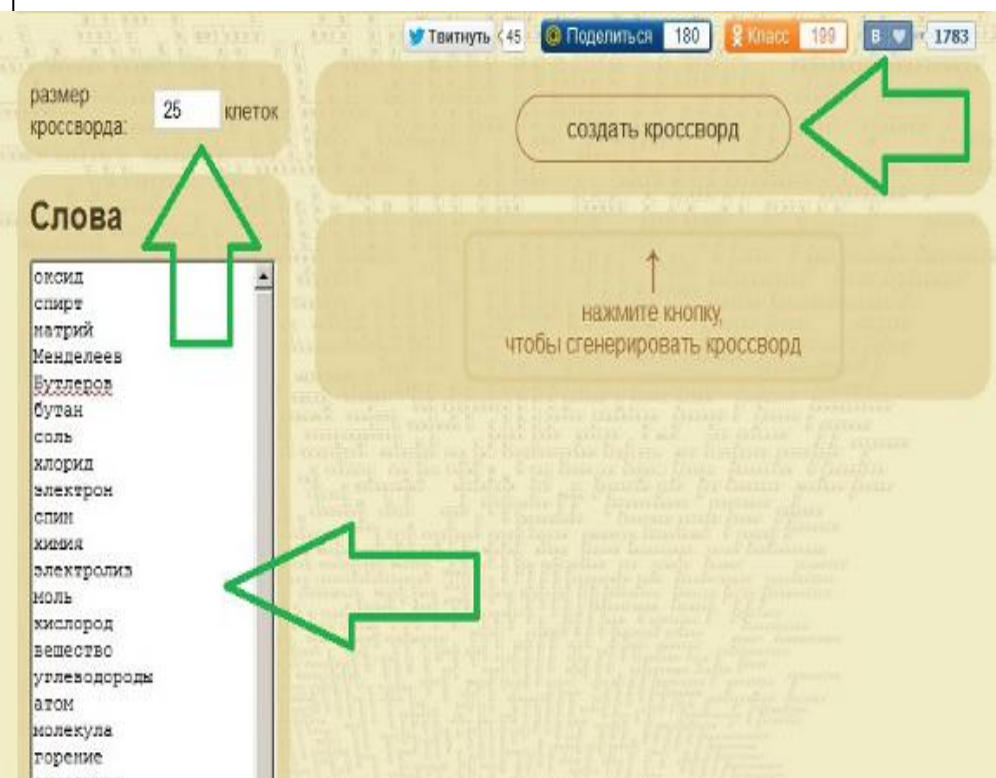 Твитнуть 45 Поделиться 180 Класс 199 В 1783
размер
кроссворда: 25 клеток
создать кроссворд
Слова
нажмите кнопку,
чтобы сгенерировать кроссворд
оксид
спирт
натрий
Менделеев
Бутлеров
бутан
соль
хлорид
электрон
спин
химия
электролиз
моль
кислород
вещество
углеводороды
атом
молекула
горение